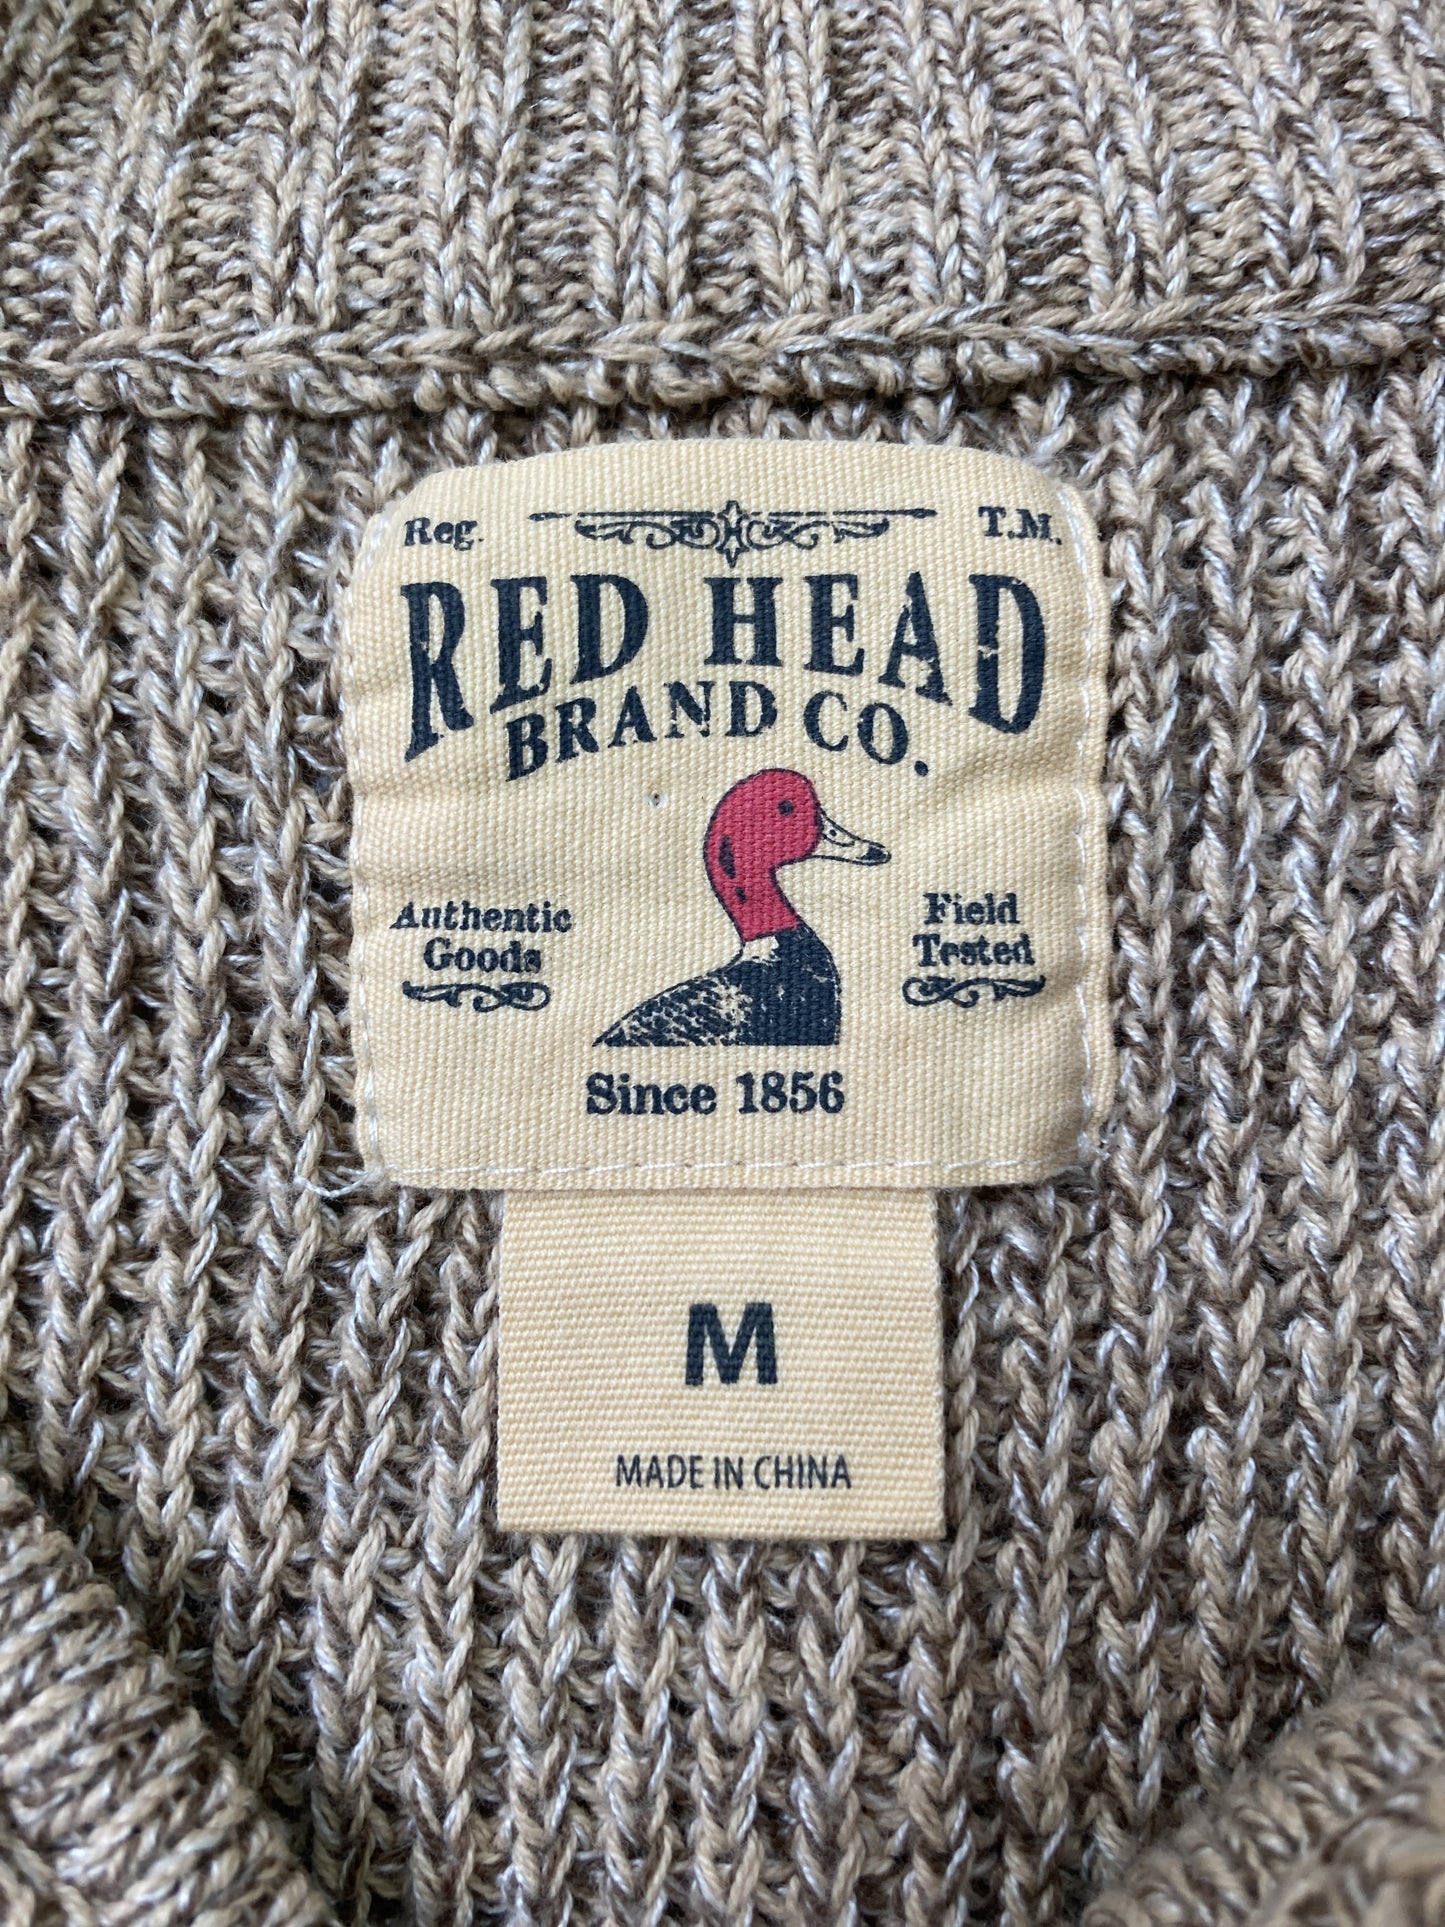 Reg. T.M.
RED HEAD
BRAND CO.
Authentic
Goods
Field
Tested
Since 1856
M
MADE IN CHINA